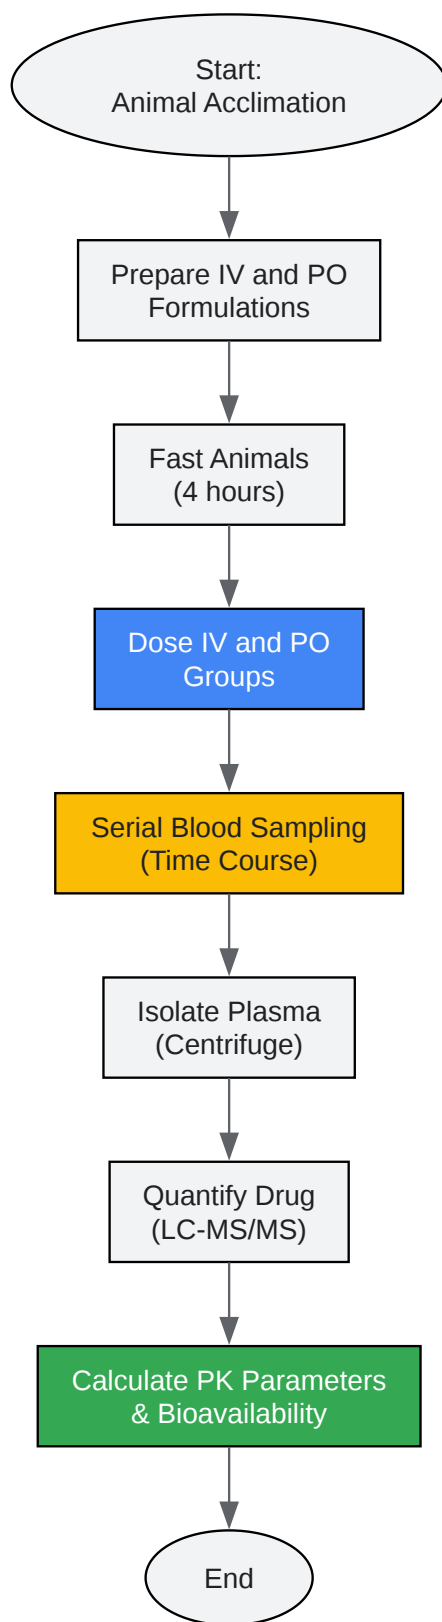 Start:
Animal Acclimation
Prepare IV and PO
Formulations
Fast Animals
(4 hours)
Dose IV and PO
Groups
Serial Blood Sampling
(Time Course)
Isolate Plasma
(Centrifuge)
Quantify Drug
(LC-MS/MS)
Calculate PK Parameters
& Bioavailability
End